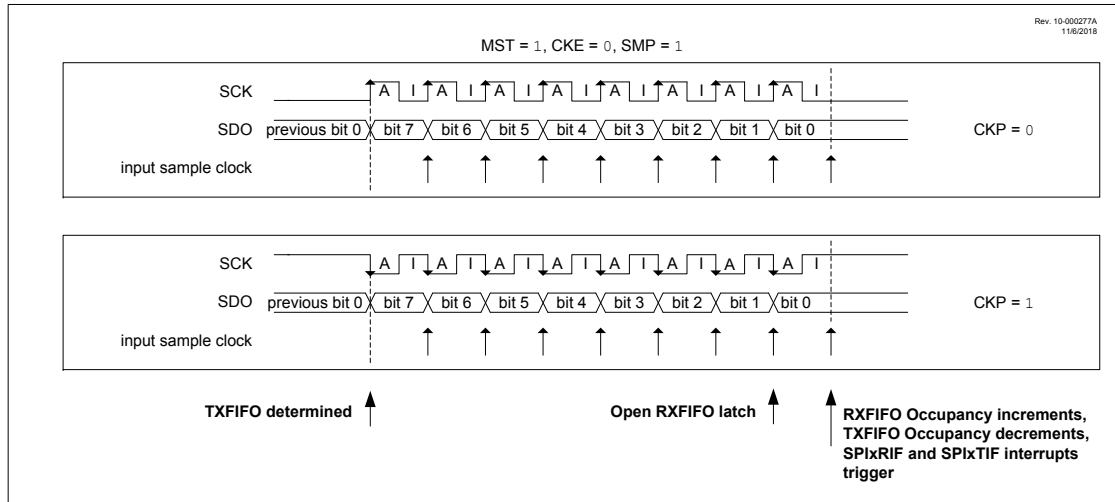 Rev. 10-000277A
11/6/2018
MST = 1, CKE = 0, SMP = 1
SCK
A I A I A I A I A I A I A I A I
SDO
previous bit 0 bit 7 bit 6 bit 5 bit 4 bit 3 bit 2 bit 1 bit 0
CKP = 0
input sample clock
SCK
A I A I A I A I A I A I A I A I
SDO
previous bit 0 bit 7 bit 6 bit 5 bit 4 bit 3 bit 2 bit 1 bit 0
CKP = 1
input sample clock
TXFIFO determined
Open RXFIFO latch
RXFIFO Occupancy increments,
TXFIFO Occupancy decrements,
SPIxRIF and SPIxTIF interrupts
trigger